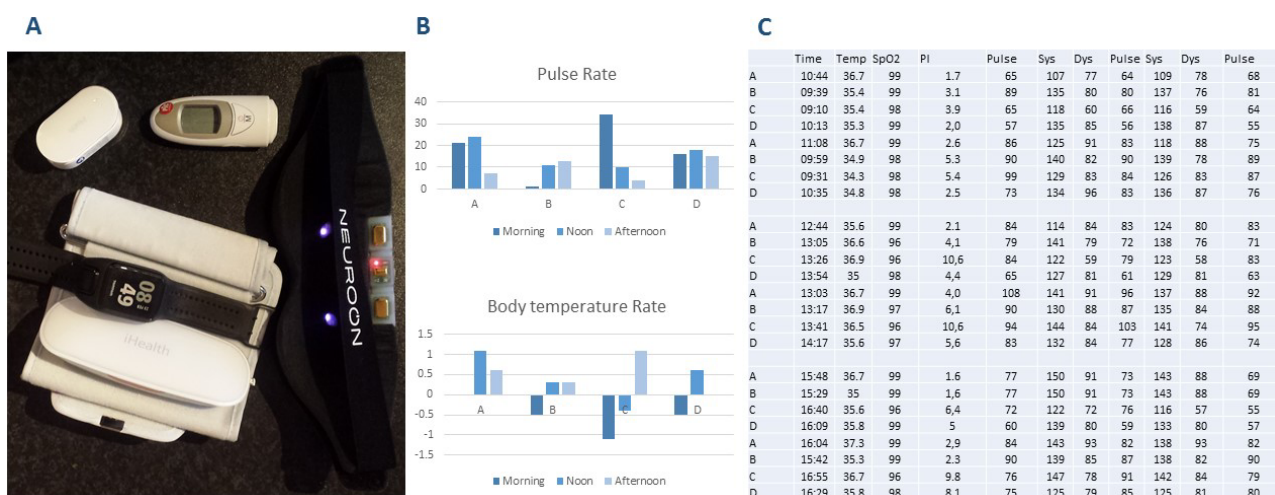 A
B
C
NEUROON
08:
49
iHealth
Pulse Rate
40
30
20
10
0
A B C D
Morning Noon Afternoon
Body temperature Rate
1.5
1
0.5
0
-0.5
-1
-1.5
A B C D
Morning Noon Afternoon
Time Temp SpO2 PI Pulse Sys Dys Pulse Sys Dys Pulse
A 10:44 36.7 99 1.7 65 107 77 64 109 78 68
B 09:39 35.4 99 3.1 89 135 80 80 137 76 81
C 09:10 35.4 98 3.9 65 118 60 66 116 59 64
D 10:13 35.3 99 2,0 57 135 85 56 138 87 55
A 11:08 36.7 99 2.6 86 125 91 83 118 88 75
B 09:59 34.9 98 5.3 90 140 82 90 139 78 89
C 09:31 34.3 98 5.4 99 129 83 84 126 83 87
D 10:35 34.8 98 2.5 73 134 96 83 136 87 76
A 12:44 35.6 99 2.1 84 114 84 83 124 80 83
B 13:05 36.6 96 4,1 79 141 79 72 138 76 71
C 13:26 36.9 96 10,6 84 122 59 79 123 58 83
D 13:54 35 98 4,4 65 127 81 61 129 81 63
A 13:03 36.7 99 4,0 108 141 91 96 137 88 92
B 13:17 36.9 97 6,1 90 130 88 87 135 84 88
C 13:41 36.5 96 10,6 94 144 84 103 141 74 95
D 14:17 35.6 97 5,6 83 132 84 77 128 86 74
A 15:48 36.7 99 1.6 77 150 91 73 143 88 69
B 15:29 35 99 1,6 77 150 91 73 143 88 69
C 16:40 35.6 96 6,4 72 122 72 76 116 57 55
D 16:09 35.8 99 5 60 139 80 59 133 80 57
A 16:04 37.3 99 2,9 84 143 93 82 138 93 82
B 15:42 35.3 99 2.3 90 139 85 87 138 82 90
C 16:55 36.7 96 9.8 76 147 78 91 142 84 79
D 16:29 35.8 98 8.1 75 125 79 85 125 81 80